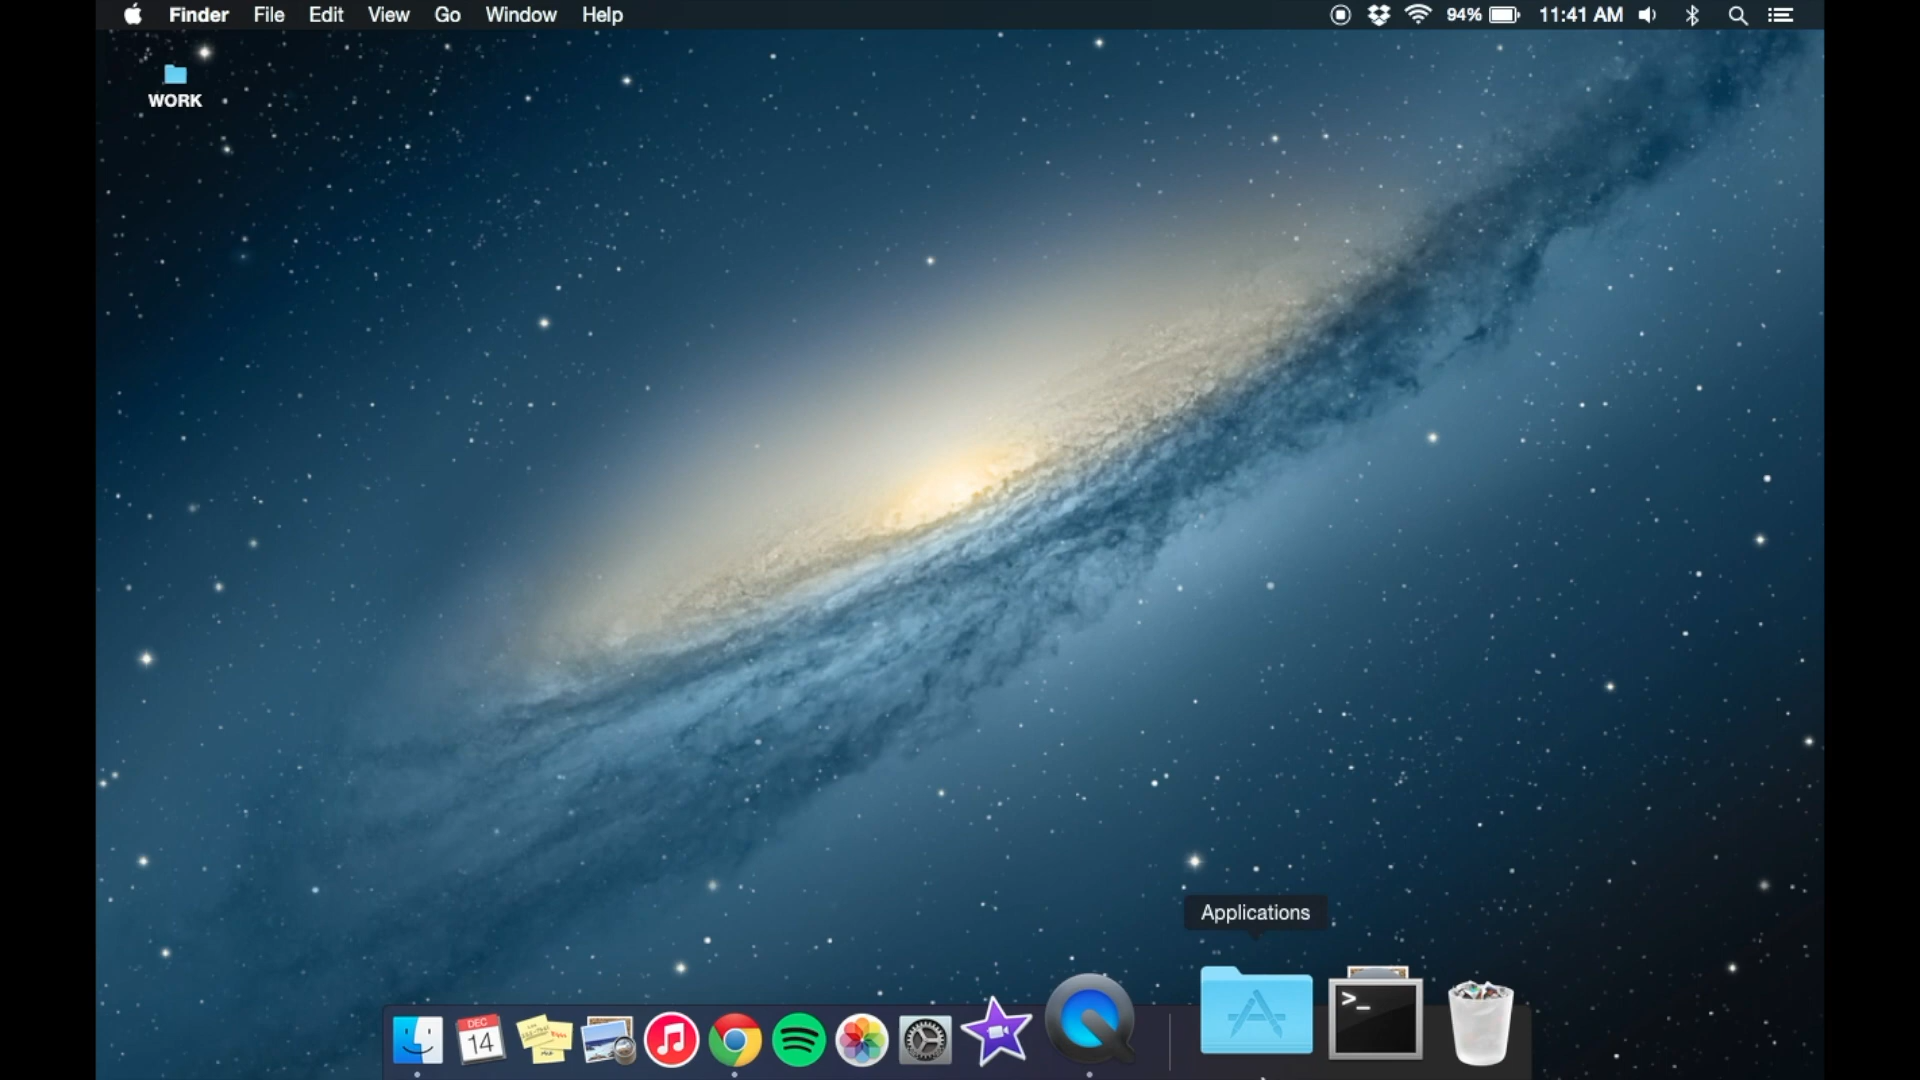 Finder File Edit View Go Window Help 94% 11:41 AM
WORK
Applications
DEC
14
>_